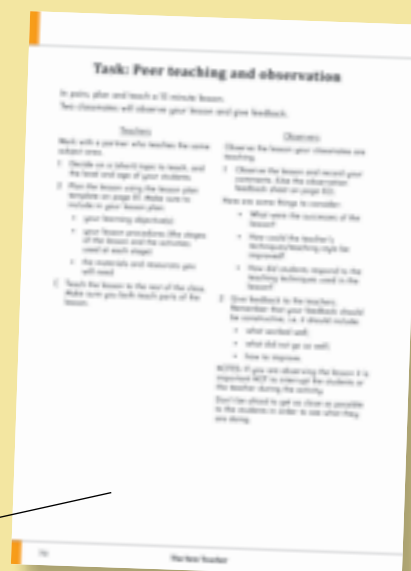 Task: Peer teaching and observation
In pairs, plan and teach a 10 minute lesson.
Two classmates will observe your lesson and give feedback.
Teachers
Work with a partner who teaches the same
subject area.
1 Decide on a topic to teach, and
the level and age of your students.
2 Plan the lesson using the lesson plan
template on page. Make sure to
include in your lesson plan:
• your learning objective(s)
• your lesson procedures (the stages
of the lesson and the activities
used at each stage)
• the materials and resources you
will need
3 Teach the lesson to the rest of the class.
Make sure you both teach parts of the
lesson.
Observers
Observe the lesson your classmates are
teaching.
1 Observe the lesson and record your
comments. (Use the observation
feedback sheet on page.)
Here are some things to consider:
• What were the outcomes of the
lesson?
• How could the teacher's
techniques/teaching style be
improved?
• How did students respond to the
teaching techniques used in the
lesson?
2 Give feedback to the teachers.
Remember that your feedback should
be constructive, i.e. it should include:
• what worked well;
• what did not go so well;
• how to improve.
NOTES: If you are observing the lesson it is
important NOT to interrupt the students or
the teacher during the activity.
Don't be afraid to get as close as possible
to the students in order to see what they
are doing.
The New Teacher